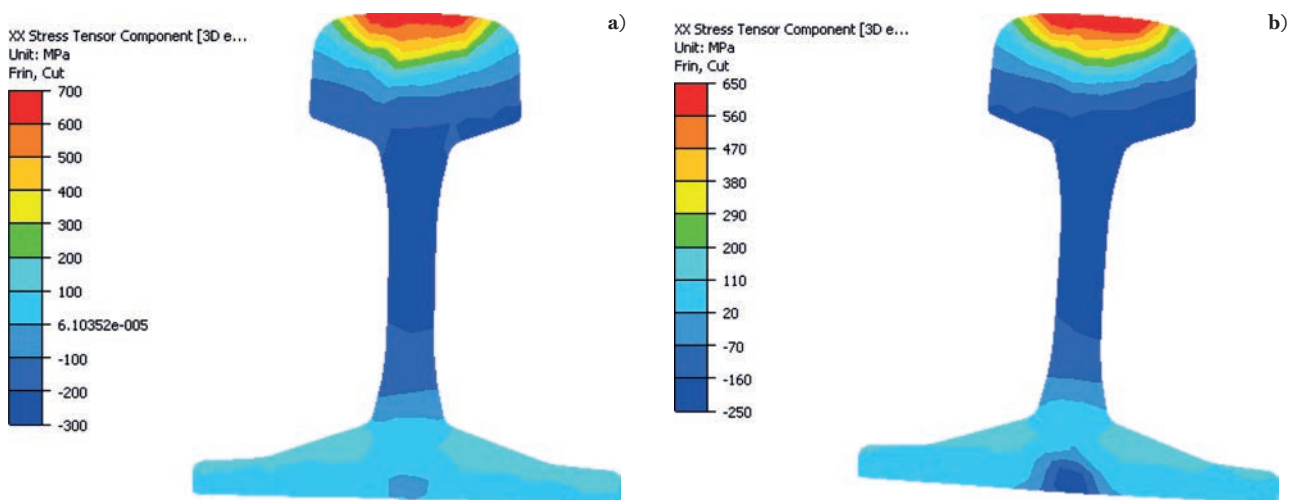 a)
XX Stress Tensor Component [3D e...
Unit: MPa
Frin, Cut
700
600
500
400
300
200
100
6.10352e-005
-100
-200
-300
b)
XX Stress Tensor Component [3D e...
Unit: MPa
Frin, Cut
650
560
470
380
290
200
110
20
-70
-160
-250